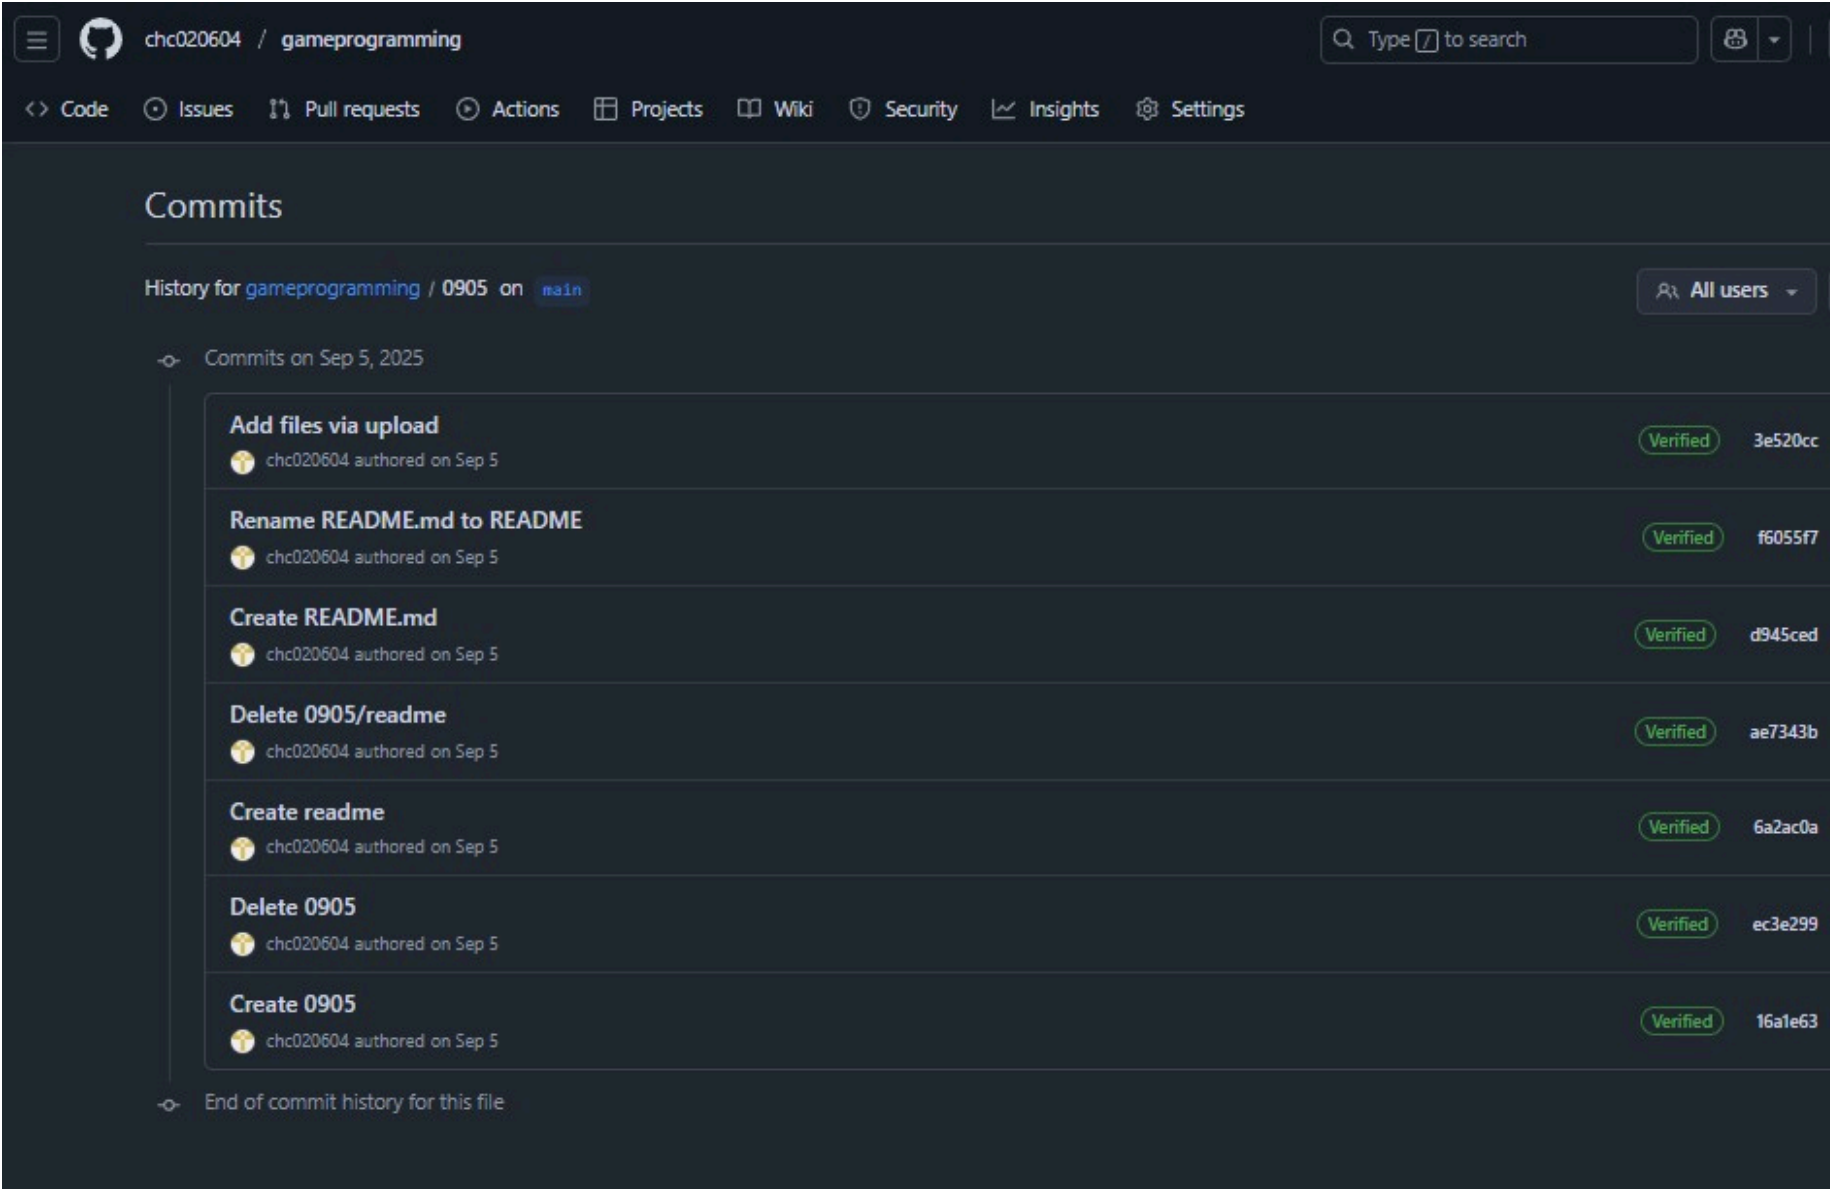 chc020604 / gameprogramming
Type / to search
Code Issues Pull requests Actions Projects Wiki Security Insights Settings
Commits
History for gameprogramming / 0905 on main
All users
Commits on Sep 5, 2025
Add files via upload
chc020604 authored on Sep 5
Verified 3e520cc
Rename README.md to README
chc020604 authored on Sep 5
Verified f6055f7
Create README.md
chc020604 authored on Sep 5
Verified d945ced
Delete 0905/readme
chc020604 authored on Sep 5
Verified ae7343b
Create readme
chc020604 authored on Sep 5
Verified 6a2ac0a
Delete 0905
chc020604 authored on Sep 5
Verified ec3e299
Create 0905
chc020604 authored on Sep 5
Verified 16a1e63
End of commit history for this file